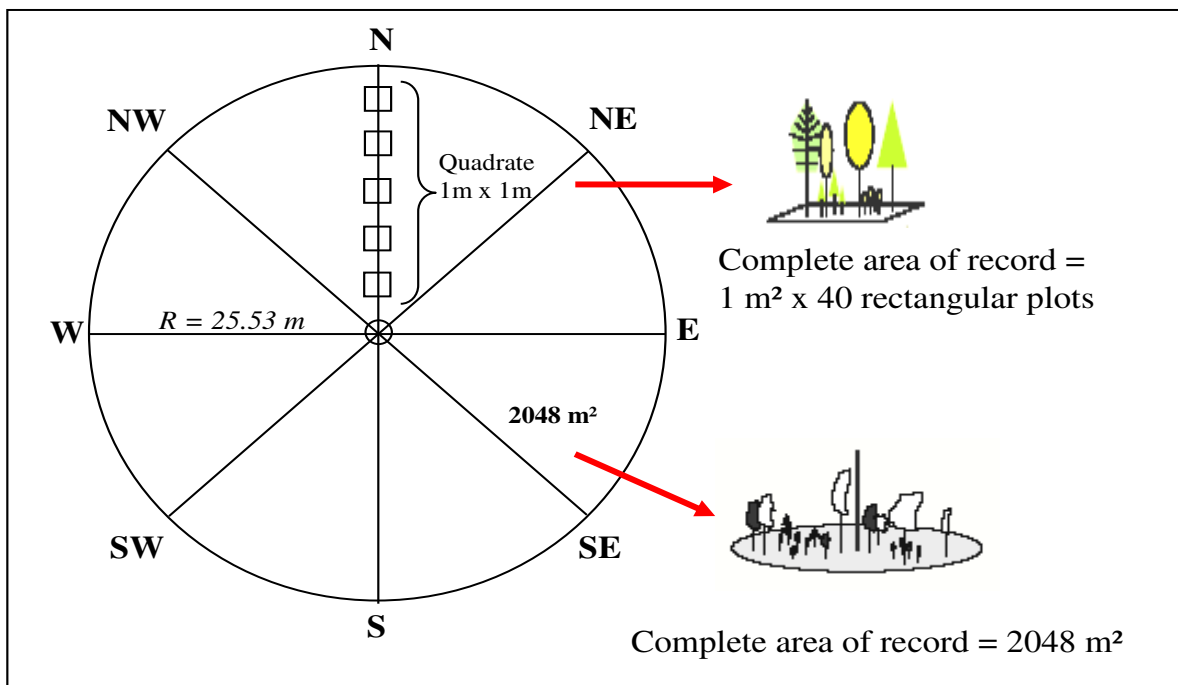 N
NW
NE
Quadrate
1m x 1m
Complete area of record =
1 m² x 40 rectangular plots
W
R = 25.53 m
E
2048 m²
SW
SE
S
Complete area of record = 2048 m²